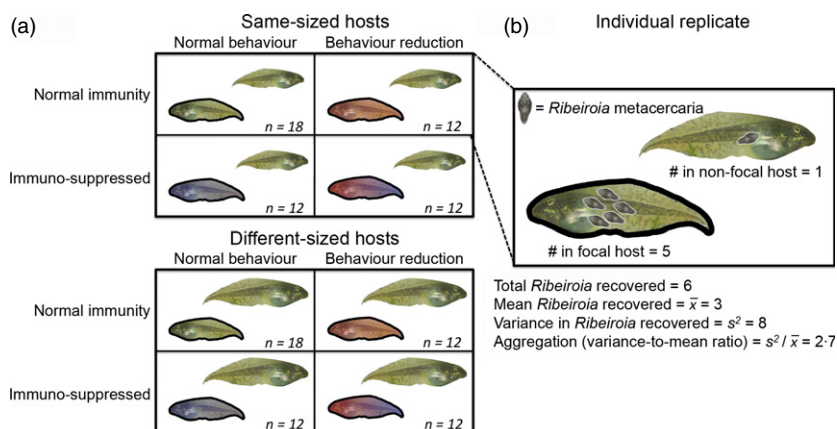 (a)
Same-sized hosts
Normal behaviour Behaviour reduction
Normal immunity
n = 18 n = 12
Immuno-suppressed
n = 12 n = 12
Different-sized hosts
Normal behaviour Behaviour reduction
Normal immunity
n = 18 n = 12
Immuno-suppressed
n = 12 n = 12
(b) Individual replicate
= Ribeiroia metacercaria
# in non-focal host = 1
# in focal host = 5
Total Ribeiroia recovered = 6
Mean Ribeiroia recovered = x̄ = 3
Variance in Ribeiroia recovered = s² = 8
Aggregation (variance-to-mean ratio) = s² / x̄ = 2·7